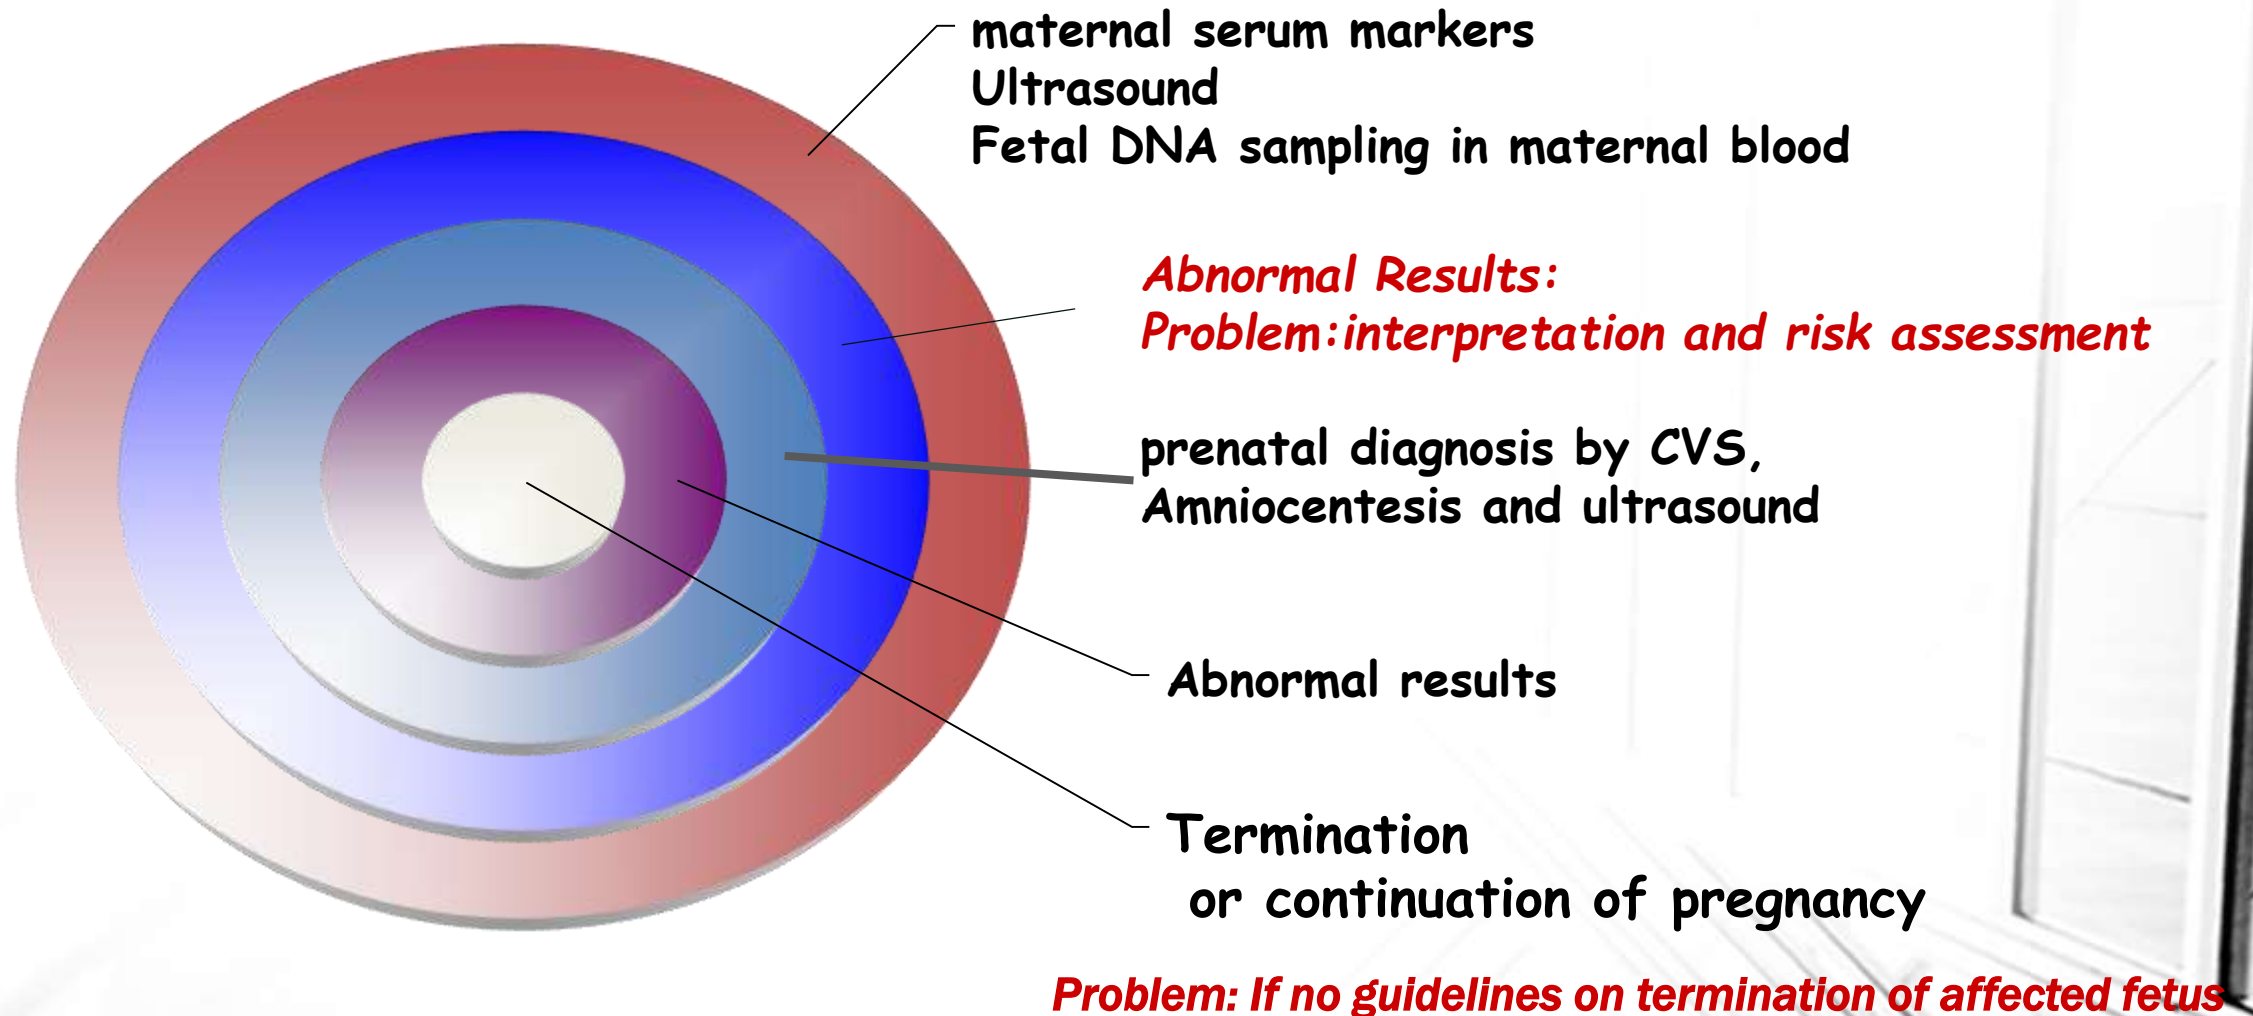 maternal serum markers
Ultrasound
Fetal DNA sampling in maternal blood
Abnormal Results:
Problem:interpretation and risk assessment
prenatal diagnosis by CVS,
Amniocentesis and ultrasound
Abnormal results
Termination
or continuation of pregnancy
Problem: If no guidelines on termination of affected fetus